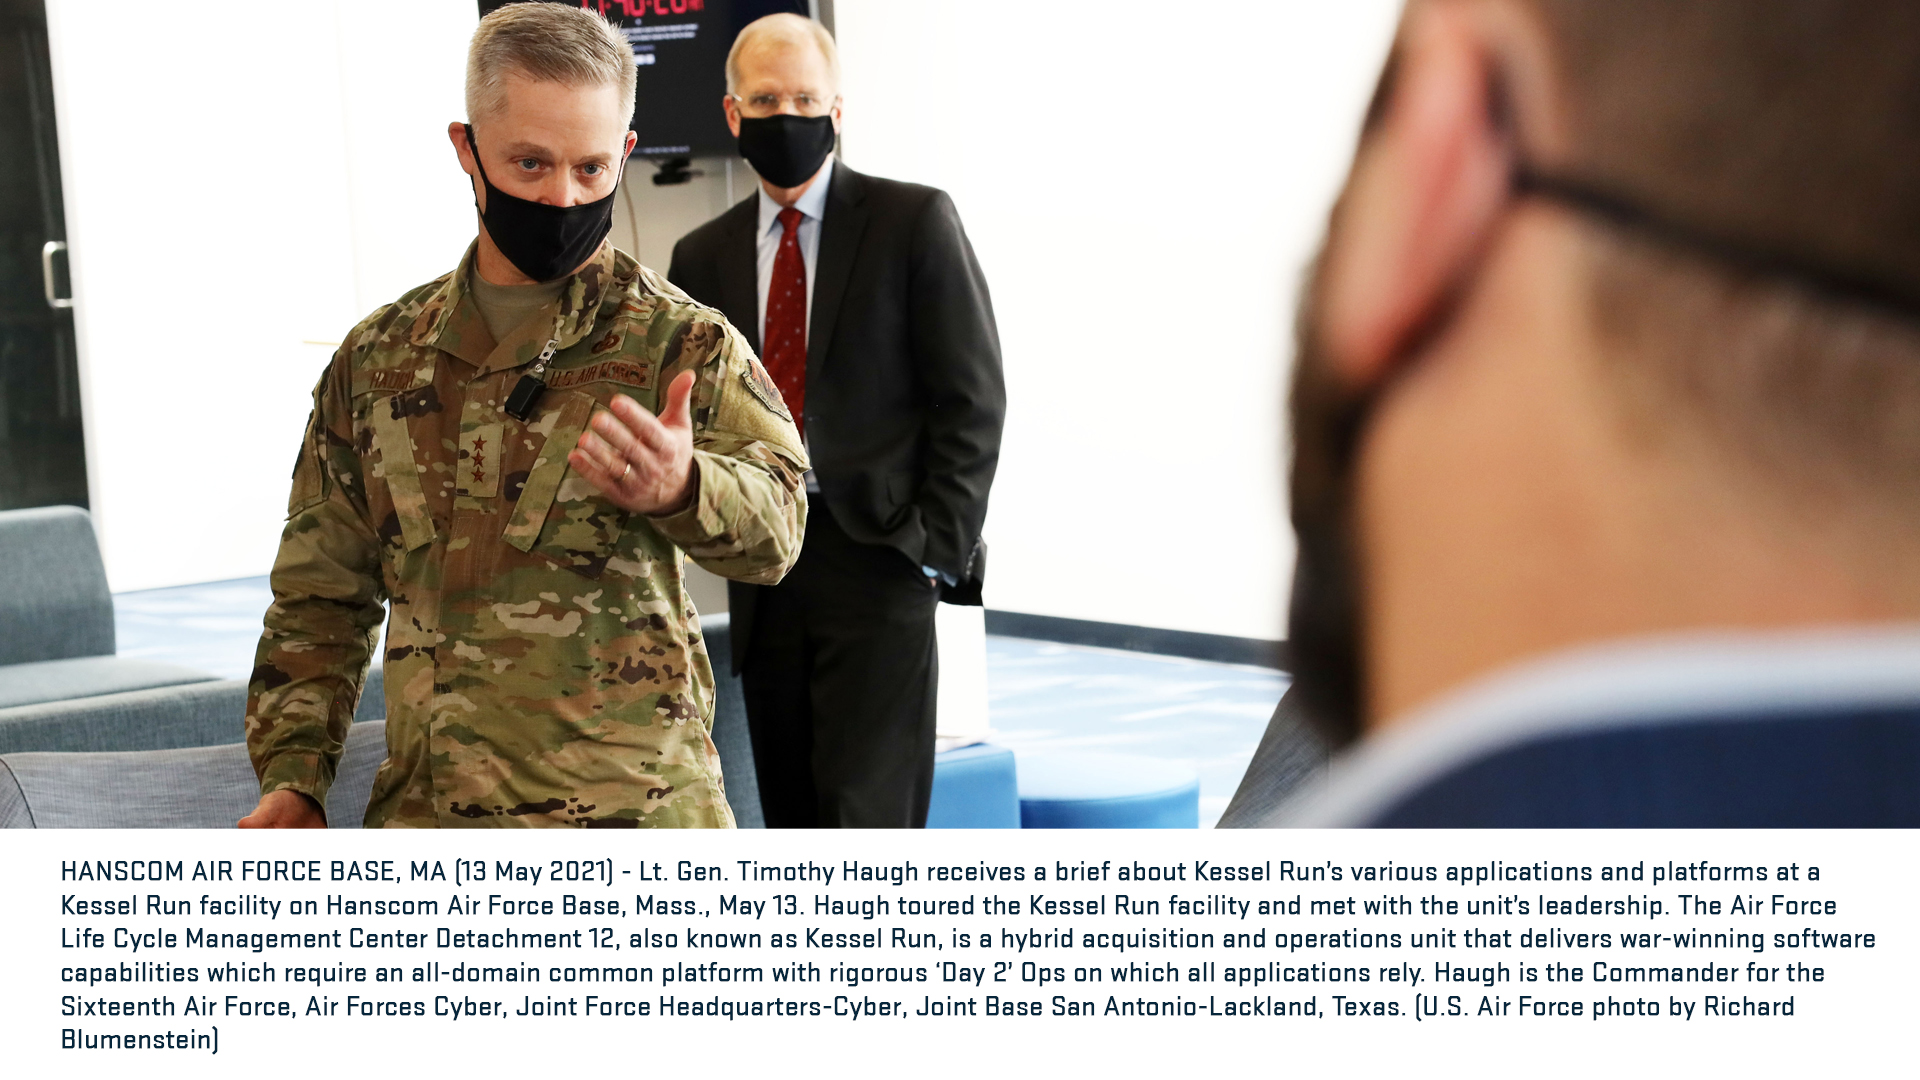 HAUGH
U.S. AIR FORCE
HANSCOM AIR FORCE BASE, MA (13 May 2021) - Lt. Gen. Timothy Haugh receives a brief about Kessel Run’s various applications and platforms at a
Kessel Run facility on Hanscom Air Force Base, Mass., May 13. Haugh toured the Kessel Run facility and met with the unit’s leadership. The Air Force
Life Cycle Management Center Detachment 12, also known as Kessel Run, is a hybrid acquisition and operations unit that delivers war-winning software
capabilities which require an all-domain common platform with rigorous ‘Day 2’ Ops on which all applications rely. Haugh is the Commander for the
Sixteenth Air Force, Air Forces Cyber, Joint Force Headquarters-Cyber, Joint Base San Antonio-Lackland, Texas. (U.S. Air Force photo by Richard
Blumenstein)